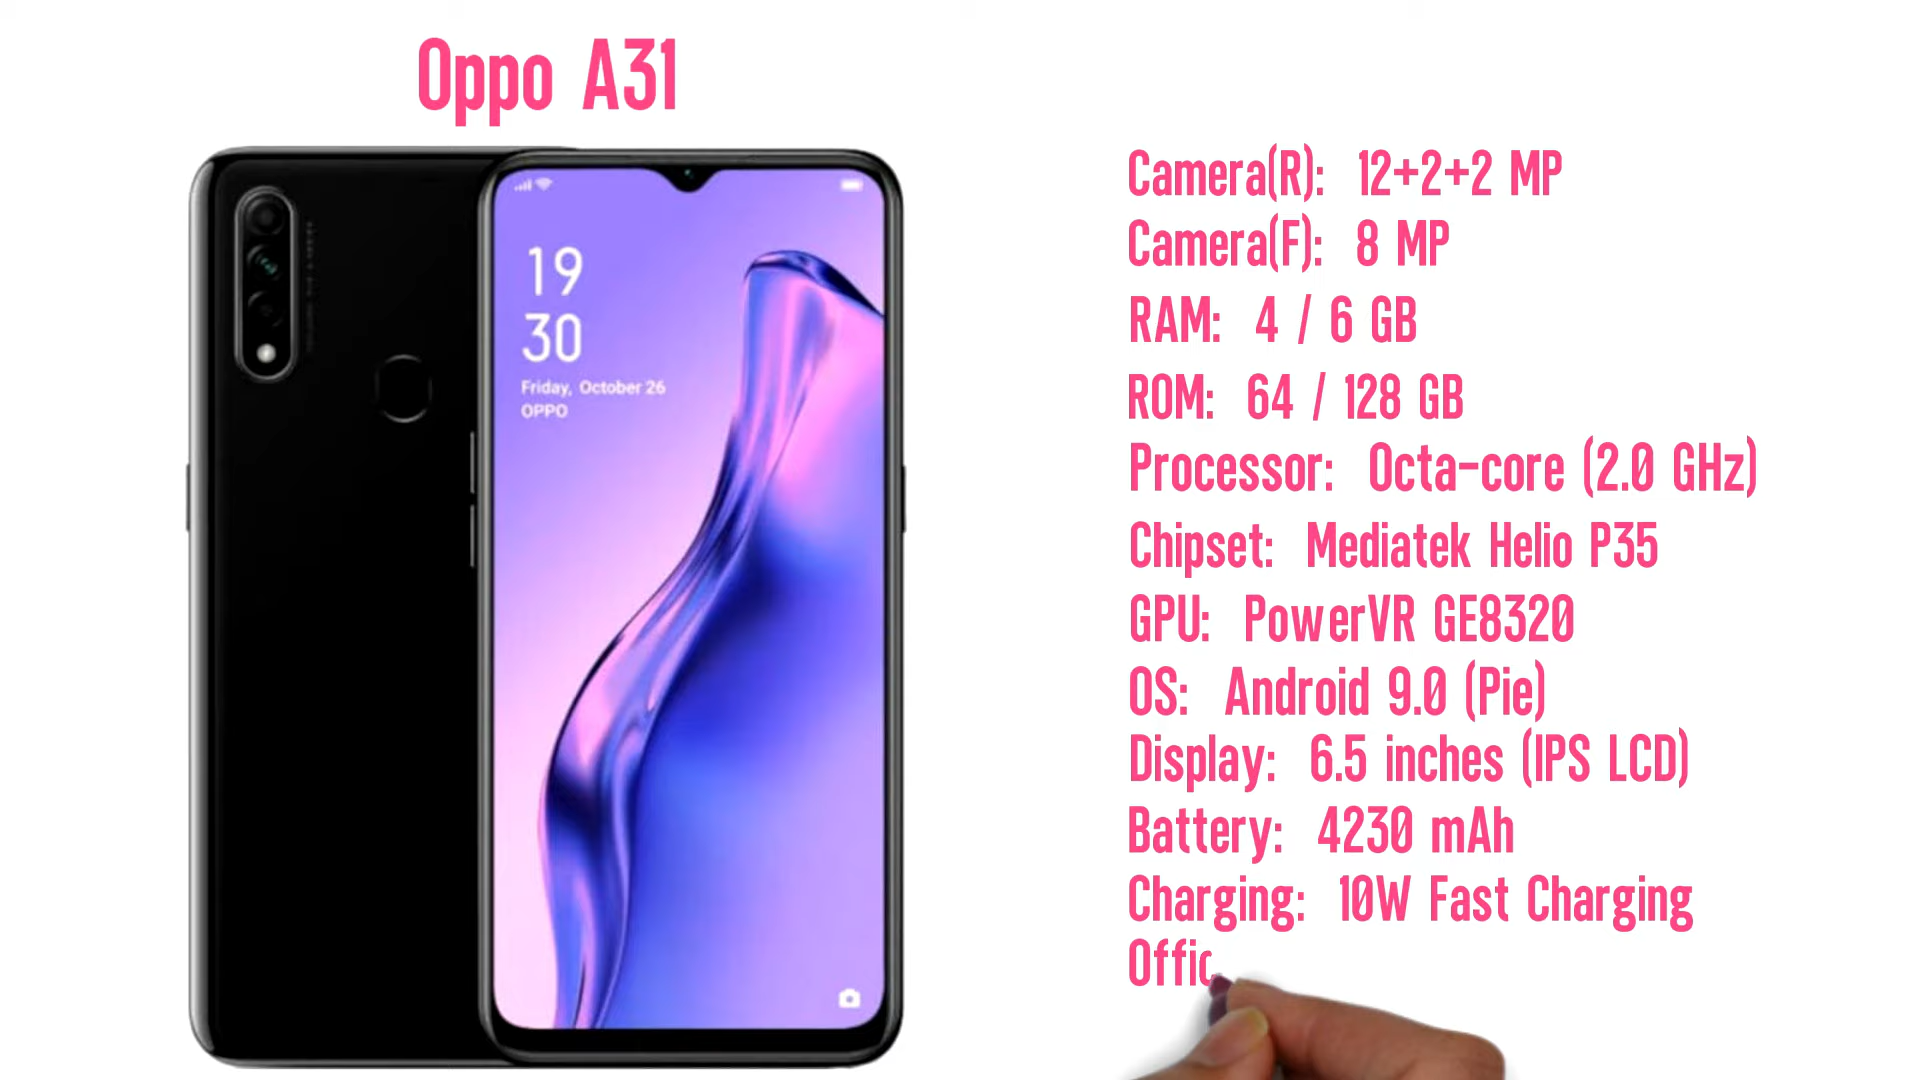 Oppo A31
19
30
Friday, October 26
OPPO
Camera(R): 12+2+2 MP
Camera(F): 8 MP
RAM: 4 / 6 GB
ROM: 64 / 128 GB
Processor: Octa-core (2.0 GHz)
Chipset: Mediatek Helio P35
GPU: PowerVR GE8320
OS: Android 9.0 (Pie)
Display: 6.5 inches (IPS LCD)
Battery: 4230 mAh
Charging: 10W Fast Charging
Offic